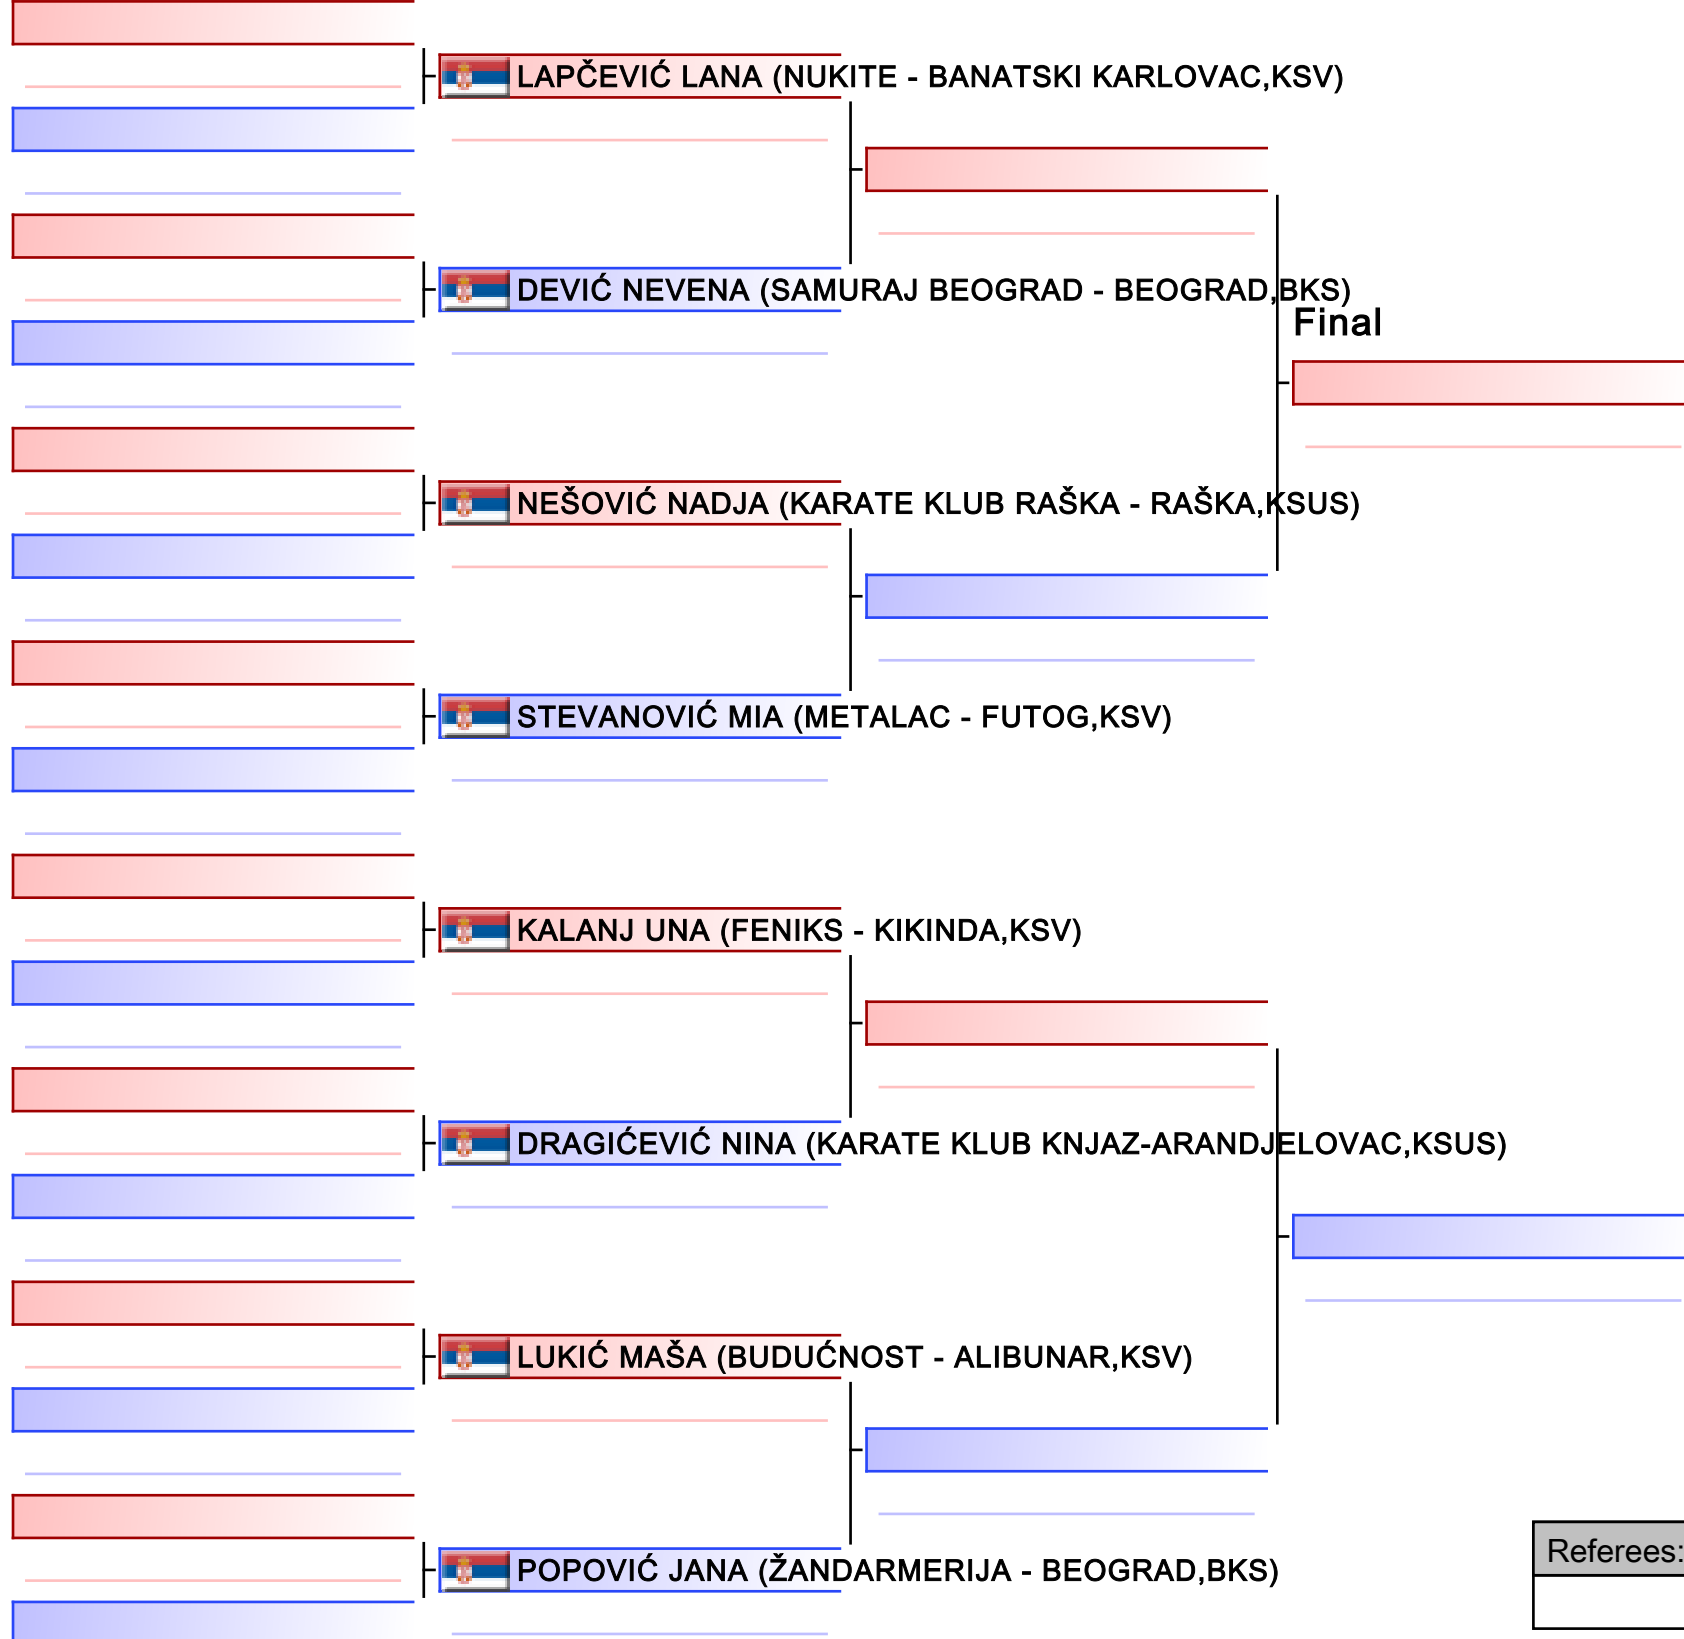 LAPČEVIĆ LANA (NUKITE - BANATSKI KARLOVAC,KSV)
DEVIĆ NEVENA (SAMURAJ BEOGRAD - BEOGRAD,BKS)
Final
NEŠOVIĆ NADJA (KARATE KLUB RAŠKA - RAŠKA,KSUS)
STEVANOVIĆ MIA (METALAC - FUTOG,KSV)
KALANJ UNA (FENIKS - KIKINDA,KSV)
DRAGIĆEVIĆ NINA (KARATE KLUB KNJAZ-ARANDJELOVAC,KSUS)
LUKIĆ MAŠA (BUDUĆNOST - ALIBUNAR,KSV)
Referees:
POPOVIĆ JANA (ŽANDARMERIJA - BEOGRAD,BKS)